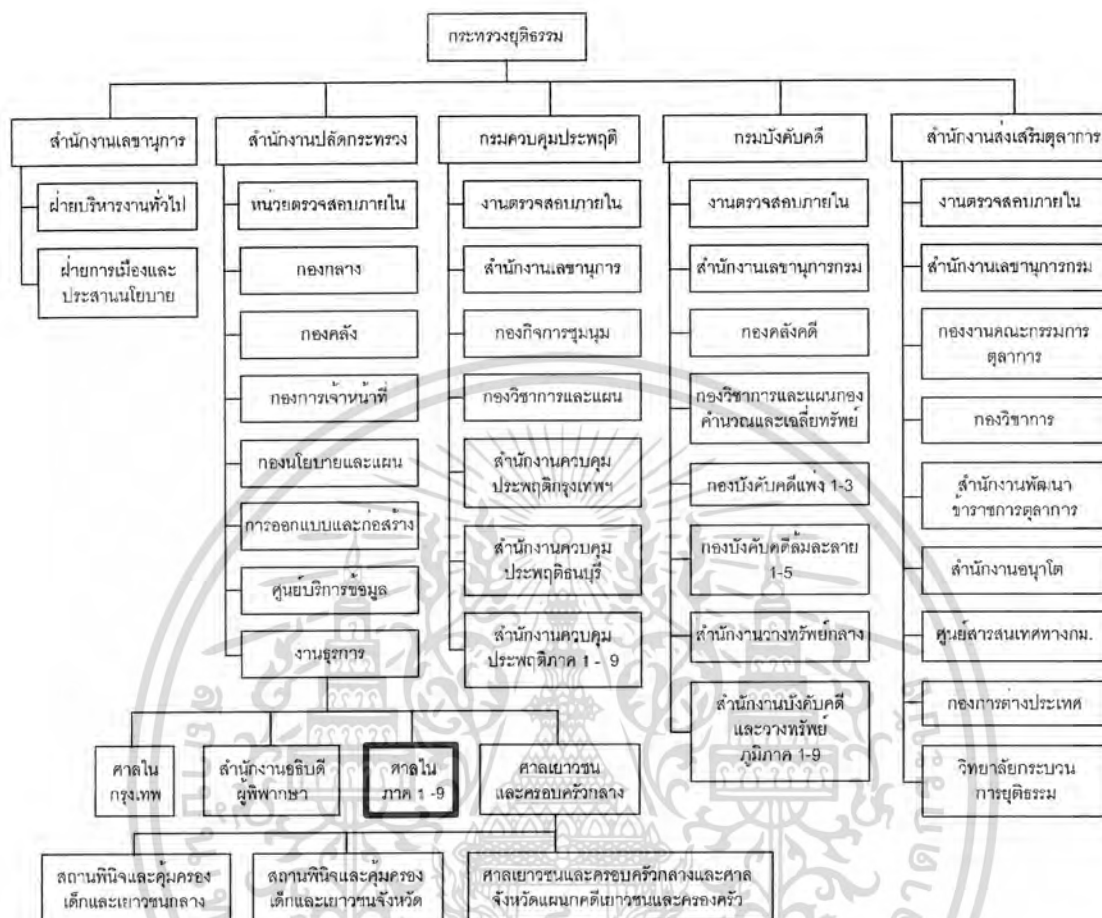 กระทรวงยุติธรรม
สำนักงานเลขานุการ
ฝ่ายบริหารงานทั่วไป
ฝ่ายการเมืองและ
ประสานนโยบาย
สำนักงานปลัดกระทรวง
หน่วยตรวจสอบภายใน
กองกลาง
กองคลัง
กองการเจ้าหน้าที่
กองนโยบายและแผน
การออกแบบและก่อสร้าง
ศูนย์บริการข้อมูล
งานธุรการ
กรมควบคุมประพฤติ
งานตรวจสอบภายใน
สำนักงานเลขานุการ
กองกิจการชุมนุม
กองวิชาการและแผน
สำนักงานควบคุม
ประพฤติกรุงเทพฯ
สำนักงานควบคุม
ประพฤติธนบุรี
สำนักงานควบคุม
ประพฤติภาค 1 - 9
กรมบังคับคดี
งานตรวจสอบภายใน
สำนักงานเลขานุการกรม
กองคลังคดี
กองวิชาการและแผนกอง
คำนวณและเฉลี่ยทรัพย์
กองบังคับคดีแพ่ง 1-3
กองบังคับคดีล้มละลาย
1-5
สำนักงานวางทรัพย์กลาง
สำนักงานบังคับคดี
และวางทรัพย์
ภูมิภาค 1-9
สำนักงานส่งเสริมตุลาการ
งานตรวจสอบภายใน
สำนักงานเลขานุการกรม
กองงานคณะกรรมการ
ตุลาการ
กองวิชาการ
สำนักงานพัฒนา
ข้าราชการตุลาการ
สำนักงานอนุาโต
ศูนย์สารสนเทศทางกม.
กองการต่างประเทศ
วิทยาลัยกระบวน
การยุติธรรม
ศาลใน
กรุงเทพ
สำนักงานอธิบดี
ผู้พิพากษา
ศาลใน
ภาค 1 -9
ศาลเยาวชน
และครอบครัวกลาง
สถานพินิจและคุ้มครอง
เด็กและเยาวชนกลาง
สถานพินิจและคุ้มครอง
เด็กและเยาวชนจังหวัด
ศาลเยาวชนและครอบครัวกลางและศาล
จังหวัดแผนกคดีเยาวชนและครองครัว